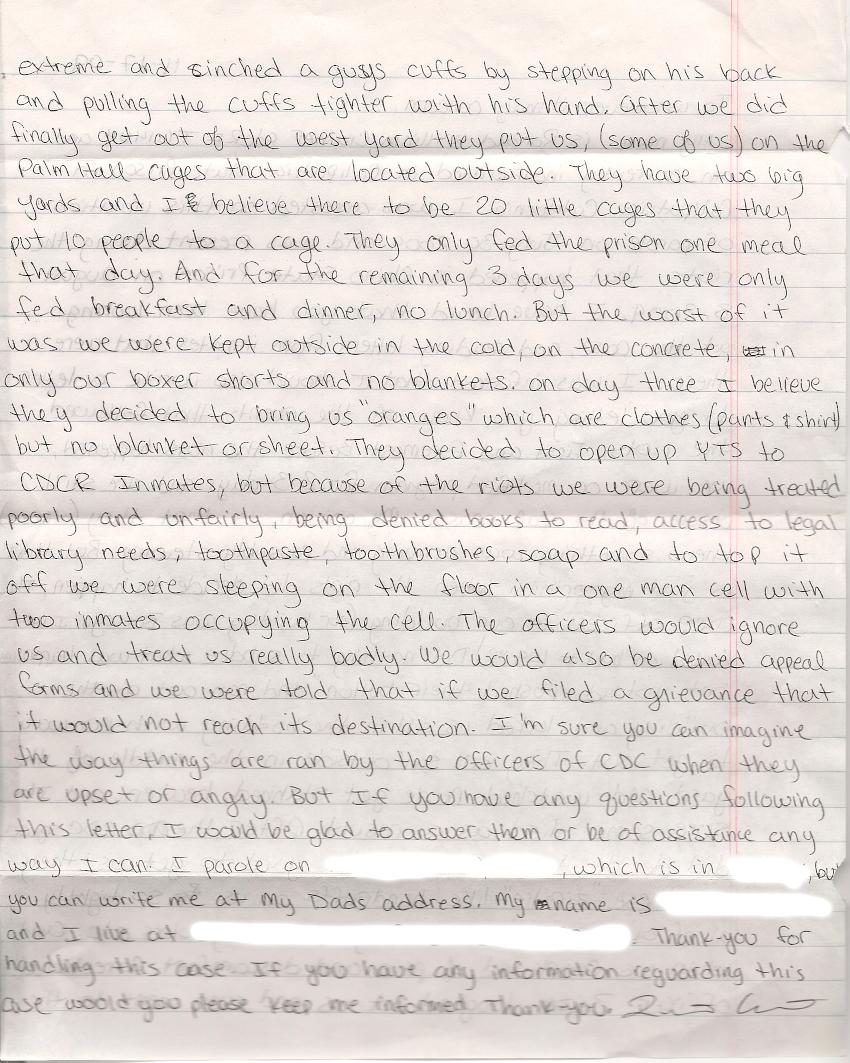 extreme and sinched a gusys cuffs by stepping on his back
and pulling the cuffs tighter with his hand. After we did
finally get out of the west yard they put us, (some of us) on the
Palm Hall cages that are located outside. They have two big
yards and I believe there to be 20 little cages that they
put 10 people to a cage. They only fed the prison one meal
that day. And for the remaining 3 days we were only
fed breakfast and dinner, no lunch. But the worst of it
was we were kept outside in the cold, on the concrete, in
only our boxer shorts and no blankets. on day three I believe
they decided to bring us "oranges" which are clothes (pants & shirt)
but no blanket or sheet. They decided to open up YTS to
CDCR Inmates, but because of the riots we were being treated
poorly and unfairly, being denied books to read, access to legal
library needs, toothpaste, toothbrushes, soap and to top it
off we were sleeping on the floor in a one man cell with
two inmates occupying the cell. The officers would ignore
us and treat us really badly. We would also be denied appeal
forms and we were told that if we filed a grievance that
it would not reach its destination. I'm sure you can imagine
the way things are ran by the officers of CDC when they
are upset or angry. But If you have any questions following
this letter, I would be glad to answer them or be of assistance any
way I can. I parole on , which is in , but
you can write me at My Dads address. My name is
and I live at . Thank-you for
handling this case. If you have any information reguarding this
case would you please keep me informed Thank-you.